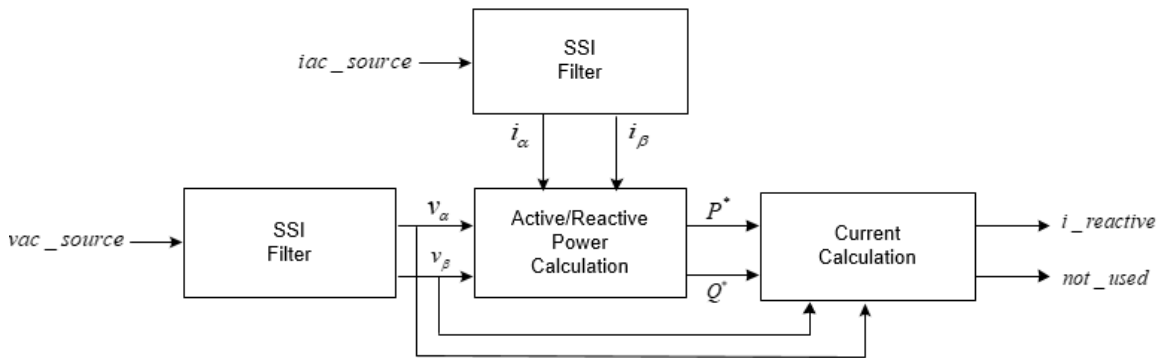 SSI
Filter
iac_source
i_α
i_β
SSI
Filter
vac_source
v_α
v_β
Active/Reactive
Power
Calculation
P*
Q*
Current
Calculation
i_reactive
not_used